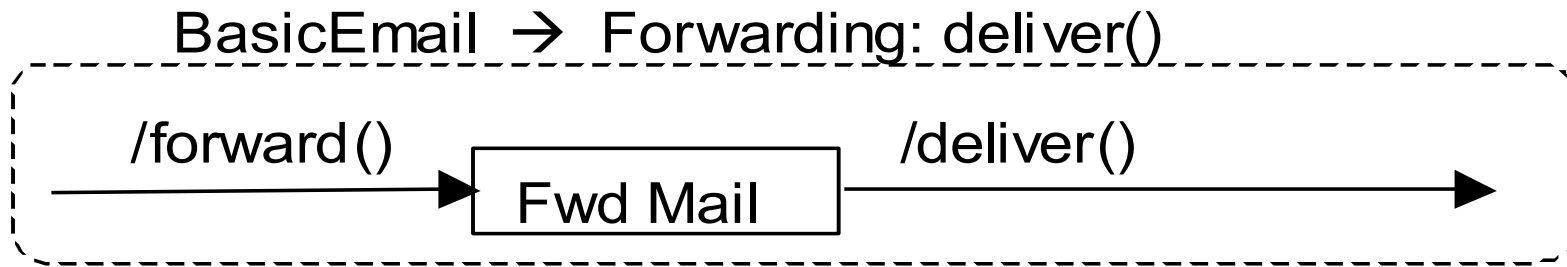 BasicEmail → Forwarding: deliver()
/forward() /deliver()
Fwd Mail